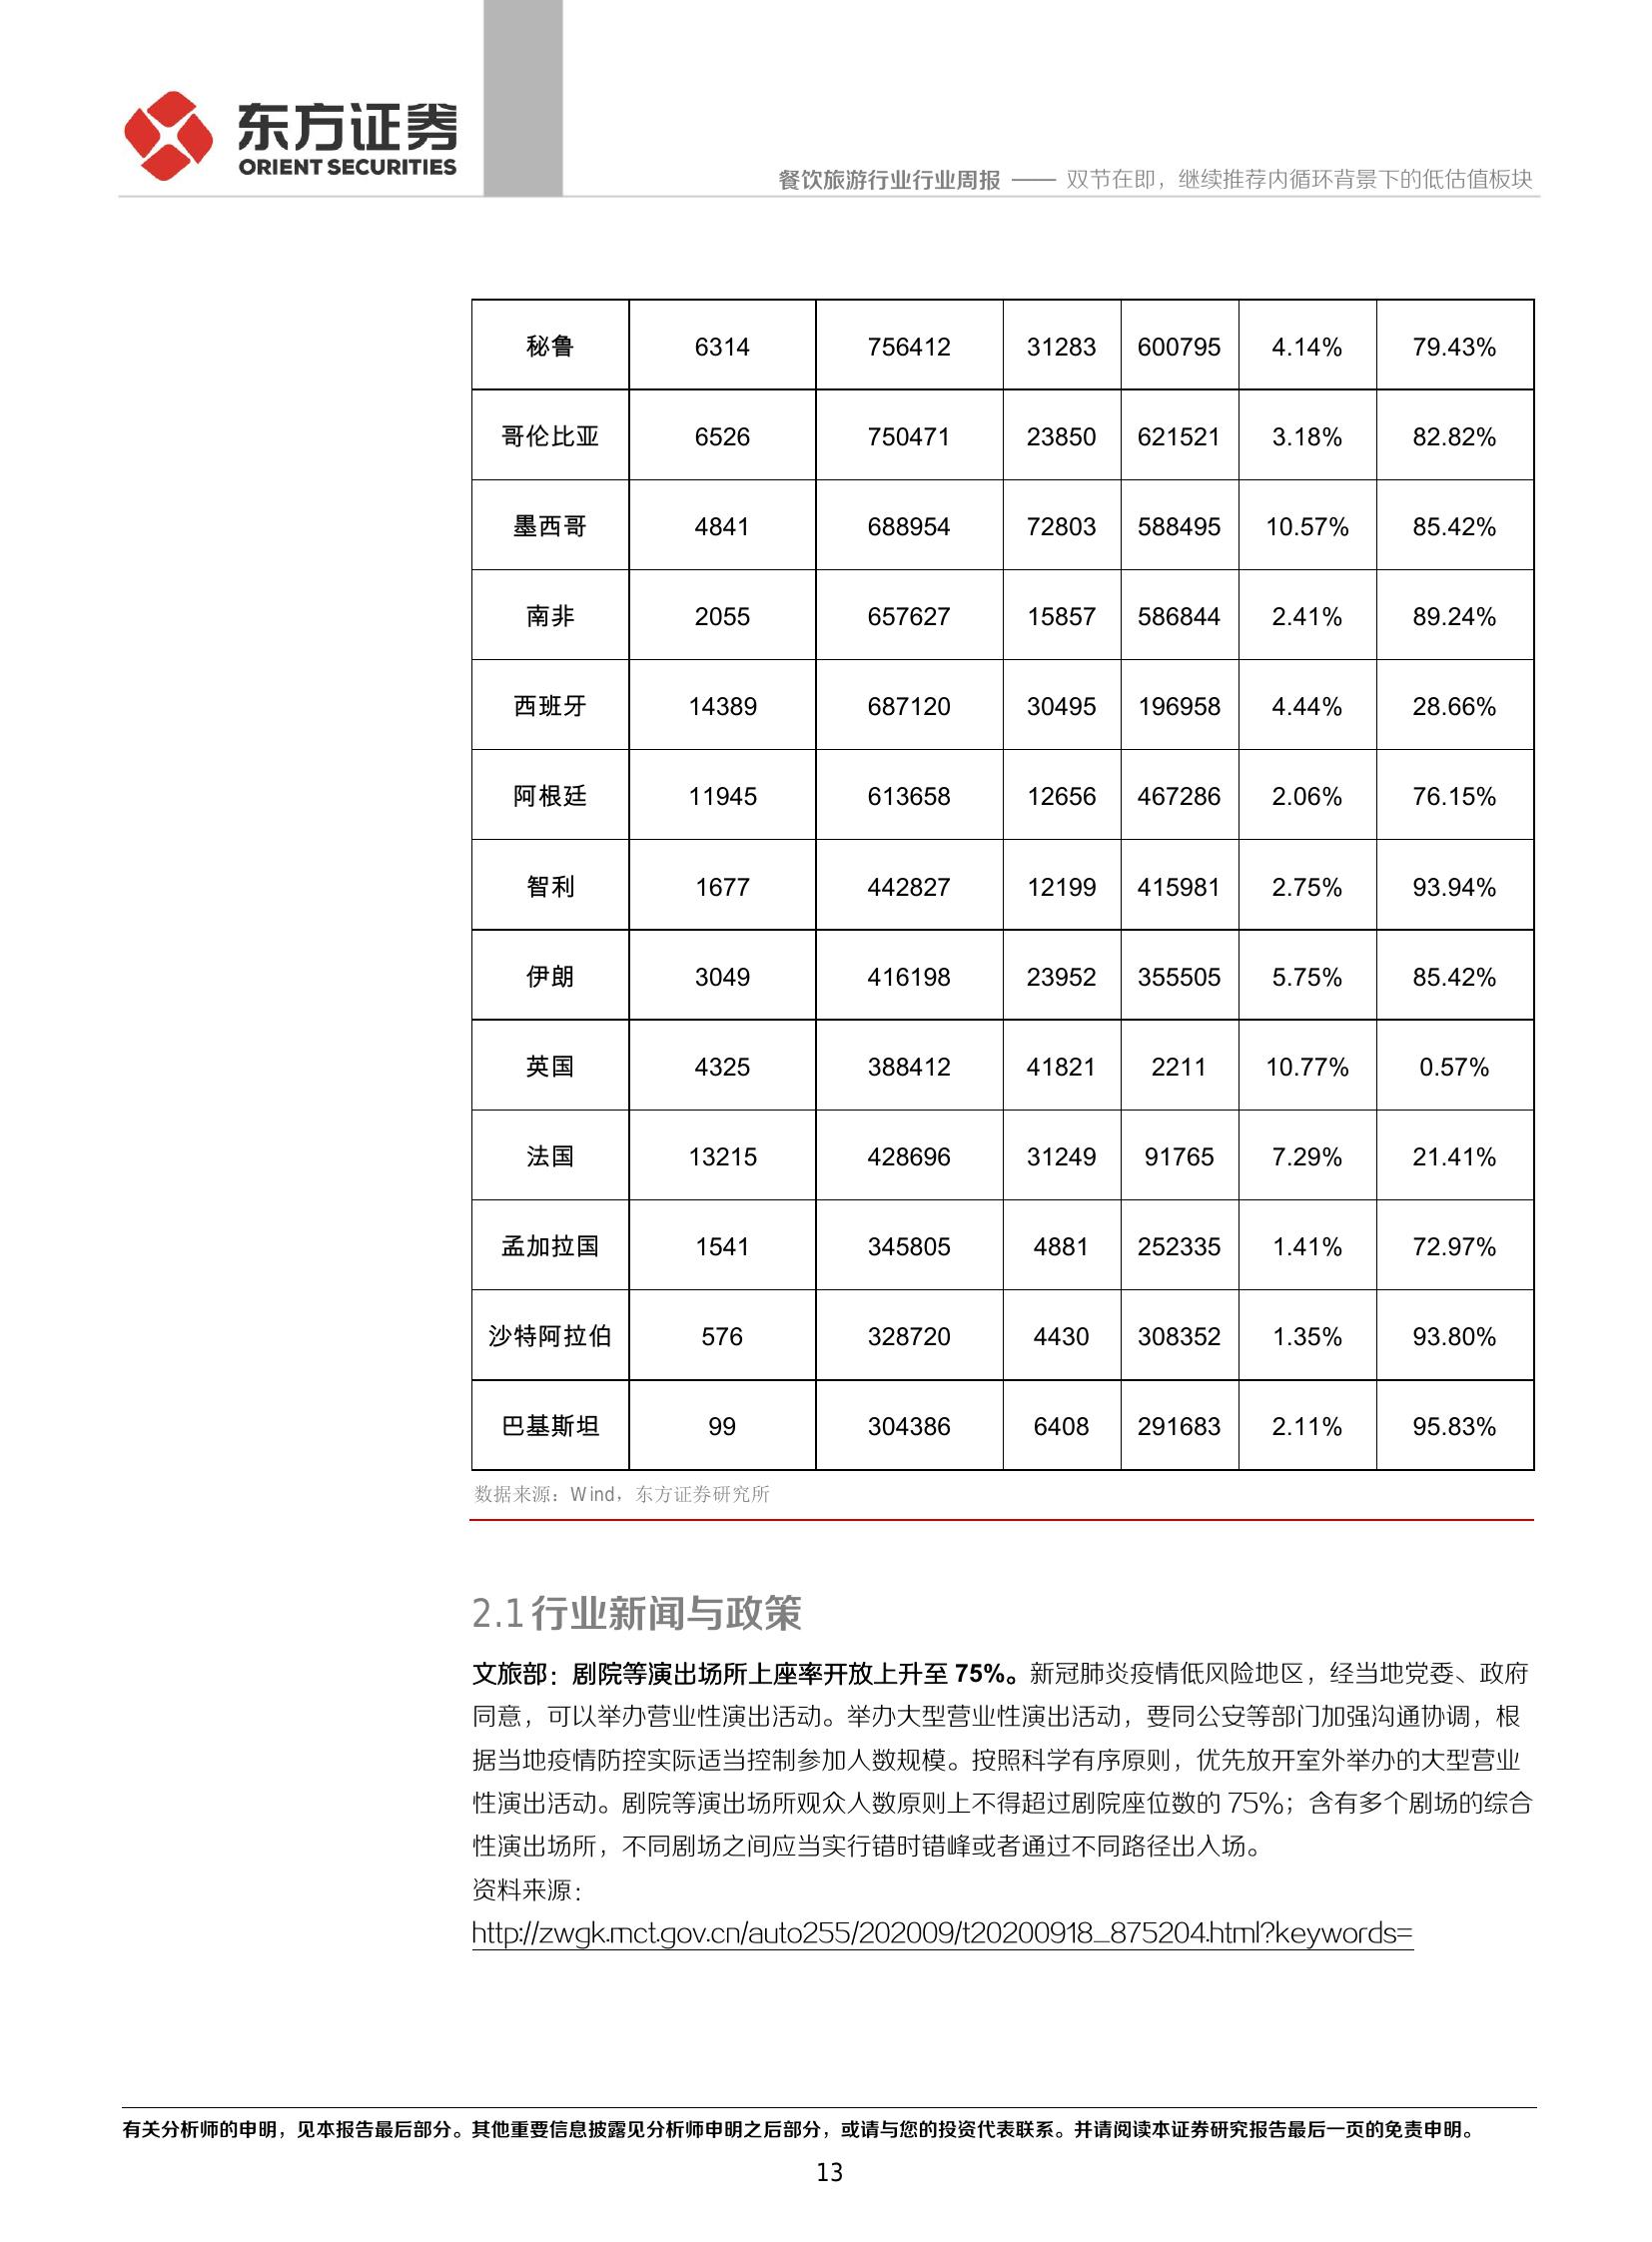 东方证券
ORIENT SECURITIES
餐饮旅游行业行业周报 —— 双节在即，继续推荐内循环背景下的低估值板块
秘鲁 6314 756412 31283 600795 4.14% 79.43%
哥伦比亚 6526 750471 23850 621521 3.18% 82.82%
墨西哥 4841 688954 72803 588495 10.57% 85.42%
南非 2055 657627 15857 586844 2.41% 89.24%
西班牙 14389 687120 30495 196958 4.44% 28.66%
阿根廷 11945 613658 12656 467286 2.06% 76.15%
智利 1677 442827 12199 415981 2.75% 93.94%
伊朗 3049 416198 23952 355505 5.75% 85.42%
英国 4325 388412 41821 2211 10.77% 0.57%
法国 13215 428696 31249 91765 7.29% 21.41%
孟加拉国 1541 345805 4881 252335 1.41% 72.97%
沙特阿拉伯 576 328720 4430 308352 1.35% 93.80%
巴基斯坦 99 304386 6408 291683 2.11% 95.83%
数据来源：Wind，东方证券研究所
2.1 行业新闻与政策
文旅部：剧院等演出场所上座率开放上升至 75%。新冠肺炎疫情低风险地区，经当地党委、政府
同意，可以举办营业性演出活动。举办大型营业性演出活动，要同公安等部门加强沟通协调，根
据当地疫情防控实际适当控制参加人数规模。按照科学有序原则，优先放开室外举办的大型营业
性演出活动。剧院等演出场所观众人数原则上不得超过剧院座位数的 75%；含有多个剧场的综合
性演出场所，不同剧场之间应当实行错时错峰或者通过不同路径出入场。
资料来源：
http://zwgk.mct.gov.cn/auto255/202009/t20200918_875204.html?keywords=
有关分析师的申明，见本报告最后部分。其他重要信息披露见分析师申明之后部分，或请与您的投资代表联系。并请阅读本证券研究报告最后一页的免责申明。
13